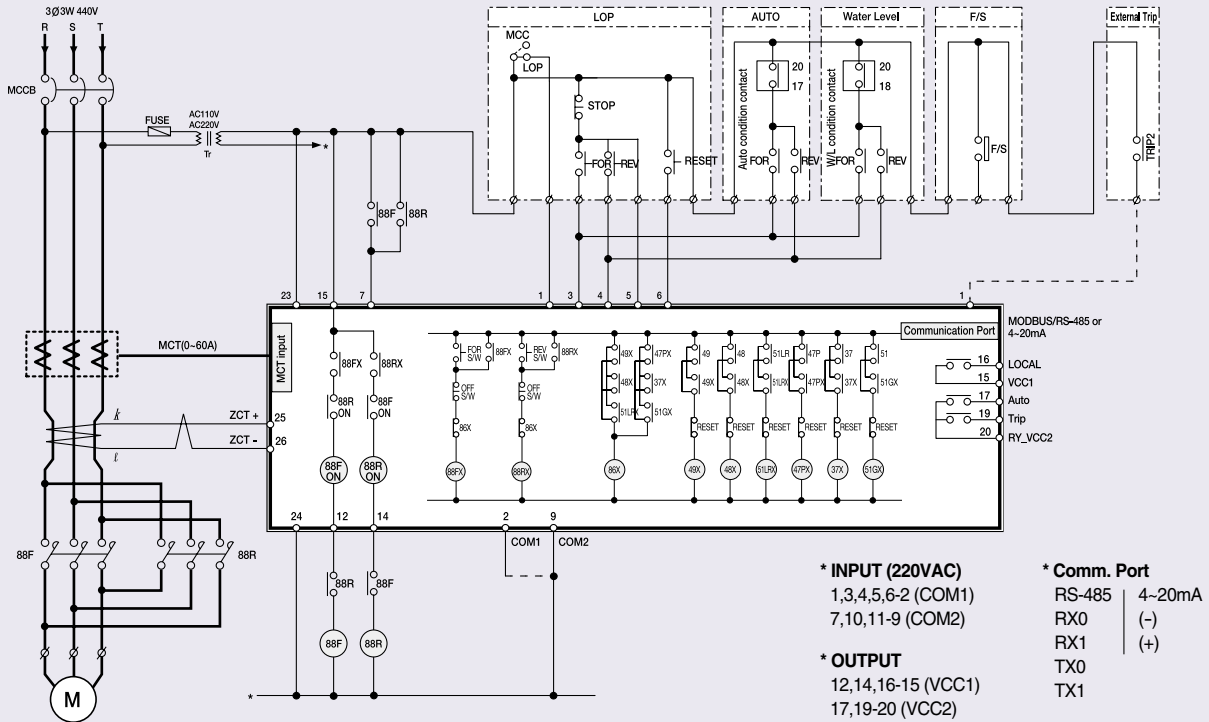 3Ø3W 440V
R S T
MCCB
FUSE
AC110V
AC220V
Tr
*
88F 88R
LOP
MCC
LOP
STOP
FOR REV
RESET
AUTO
Auto condition contact
20
17
FOR REV
Water Level
W/L condition contact
20
18
FOR REV
F/S
F/S
External Trip
TRIP2
23 15 7 1 3 4 5 6 1
MCT(0~60A)
MCT input
Communication Port
MODBUS/RS-485 or
4~20mA
16 LOCAL
15 VCC1
17 Auto
19 Trip
20 RY_VCC2
k
ZCT + 25
ZCT - 26
ℓ
88FX 88RX
88R
ON
88F
ON
88F
ON
88R
ON
FOR
S/W
88FX
REV
S/W
88RX
OFF
S/W
OFF
S/W
86X 86X
88FX 88RX
49X 47PX
48X 37X
51LRX 51GX
86X
49 48 51LR 47P 37 51
49X 48X 51LRX 47PX 37X 51GX
RESET RESET RESET RESET RESET RESET
49X 48X 51LRX 47PX 37X 51GX
24 12 14 2 9
COM1 COM2
88F 88R
88R 88F
88F 88R
*
M
* INPUT (220VAC)
1,3,4,5,6-2 (COM1)
7,10,11-9 (COM2)
* OUTPUT
12,14,16-15 (VCC1)
17,19-20 (VCC2)
* Comm. Port
RS-485 4~20mA
RX0 (-)
RX1 (+)
TX0
TX1